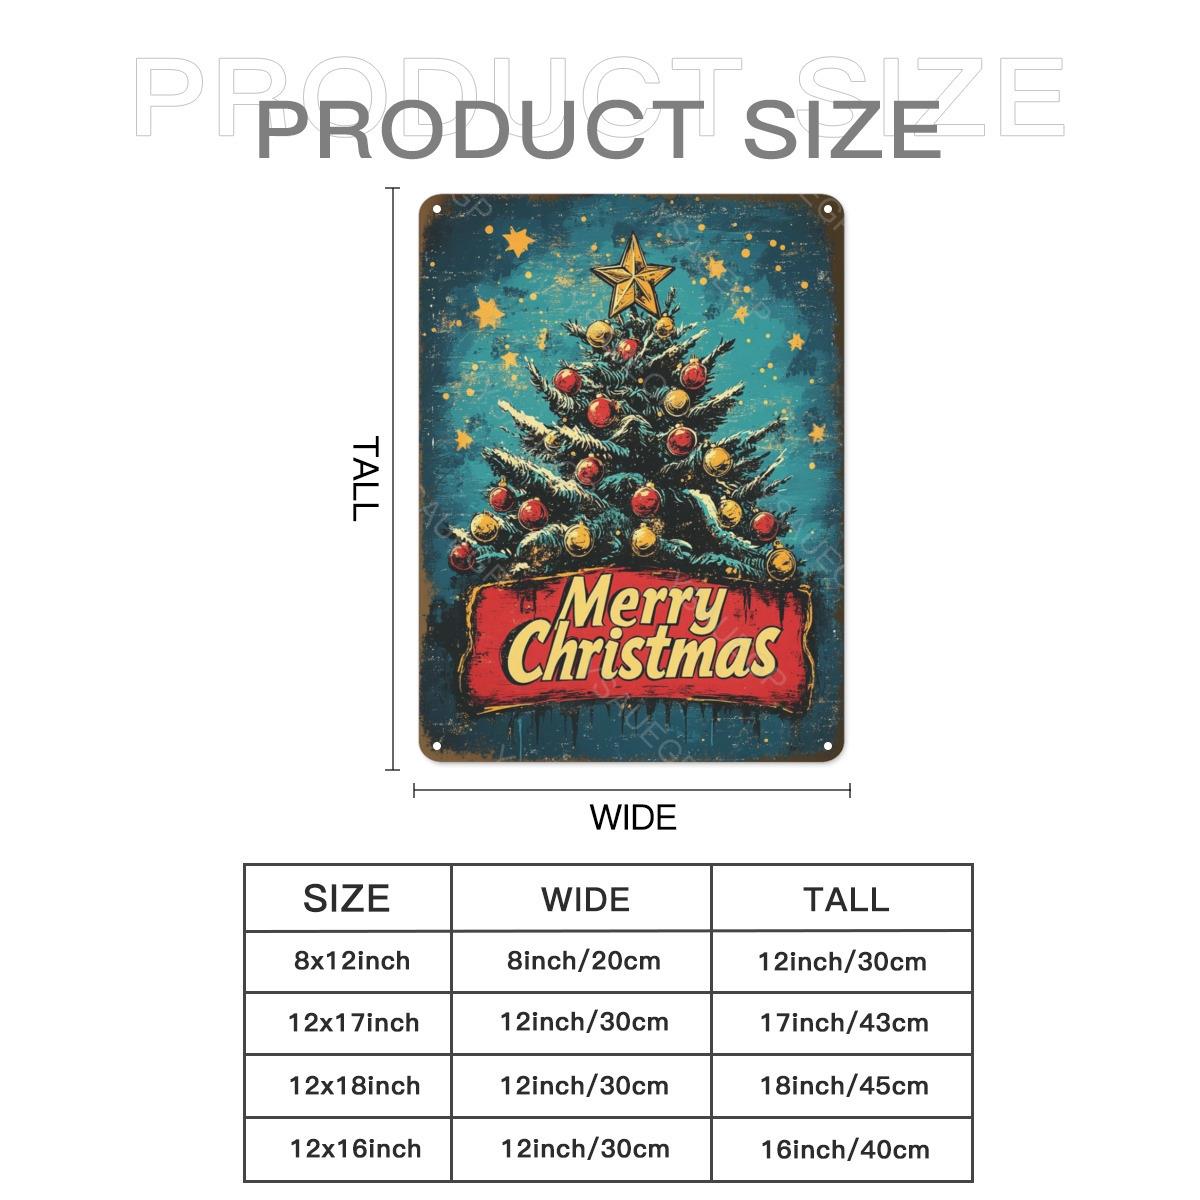 PRODUCT SIZE
PRODUCT SIZE
TALL
Merry
Christmas
WIDE
SIZE WIDE TALL
8x12inch 8inch/20cm 12inch/30cm
12x17inch 12inch/30cm 17inch/43cm
12x18inch 12inch/30cm 18inch/45cm
12x16inch 12inch/30cm 16inch/40cm